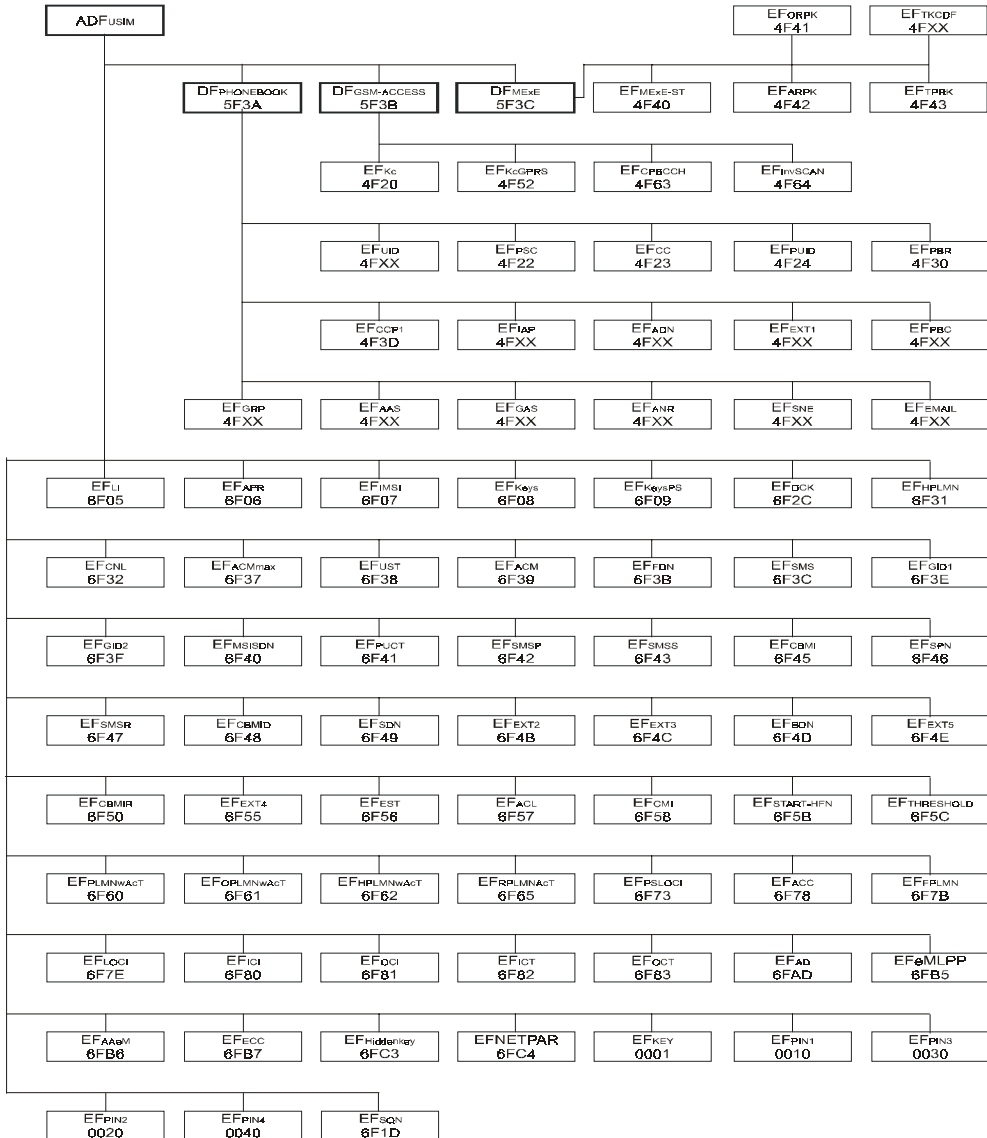 ADFUSIM
EFORPK
4F41
EFTKCDF
4FXX
DFPHONEBOOK
5F3A
DFGSM-ACCESS
5F3B
DFMExE
5F3C
EFMExE-ST
4F40
EFARPK
4F42
EFTPRK
4F43
EFKc
4F20
EFKcGPRS
4F52
EFCPBCCH
4F63
EFInvSCAN
4F64
EFUID
4FXX
EFPSC
4F22
EFCC
4F23
EFPUID
4F24
EFPBR
4F30
EFCCP1
4F3D
EFIAP
4FXX
EFADN
4FXX
EFEXT1
4FXX
EFPBC
4FXX
EFGRP
4FXX
EFAAS
4FXX
EFGAS
4FXX
EFANR
4FXX
EFSNE
4FXX
EFEMAIL
4FXX
EFLI
6F05
EFARR
6F06
EFIMSI
6F07
EFKeys
6F08
EFKeysPS
6F09
EFDCK
6F2C
EFHPLMN
6F31
EFCNL
6F32
EFACMmax
6F37
EFUST
6F38
EFACM
6F39
EFFDN
6F3B
EFSMS
6F3C
EFGID1
6F3E
EFGID2
6F3F
EFMSISDN
6F40
EFPUCT
6F41
EFSMSP
6F42
EFSMSS
6F43
EFCBMI
6F45
EFSPN
6F46
EFSMSR
6F47
EFCBMID
6F48
EFSDN
6F49
EFEXT2
6F4B
EFEXT3
6F4C
EFBDN
6F4D
EFEXT5
6F4E
EFCBMIR
6F50
EFEXT4
6F55
EFEST
6F56
EFACL
6F57
EFCMI
6F58
EFSTART-HFN
6F5B
EFTHRESHOLD
6F5C
EFPLMNwAcT
6F60
EFOPLMNwAcT
6F61
EFHPLMNwAcT
6F62
EFRPLMNAcT
6F65
EFPSLOCI
6F73
EFACC
6F78
EFFPLMN
6F7B
EFLOCI
6F7E
EFICI
6F80
EFOCI
6F81
EFICT
6F82
EFOCT
6F83
EFAD
6FAD
EFeMLPP
6FB5
EFAAeM
6FB6
EFECC
6FB7
EFHiddenkey
6FC3
EFNETPAR
6FC4
EFKEY
0001
EFPIN1
0010
EFPIN3
0030
EFPIN2
0020
EFPIN4
0040
EFSQN
6F1D